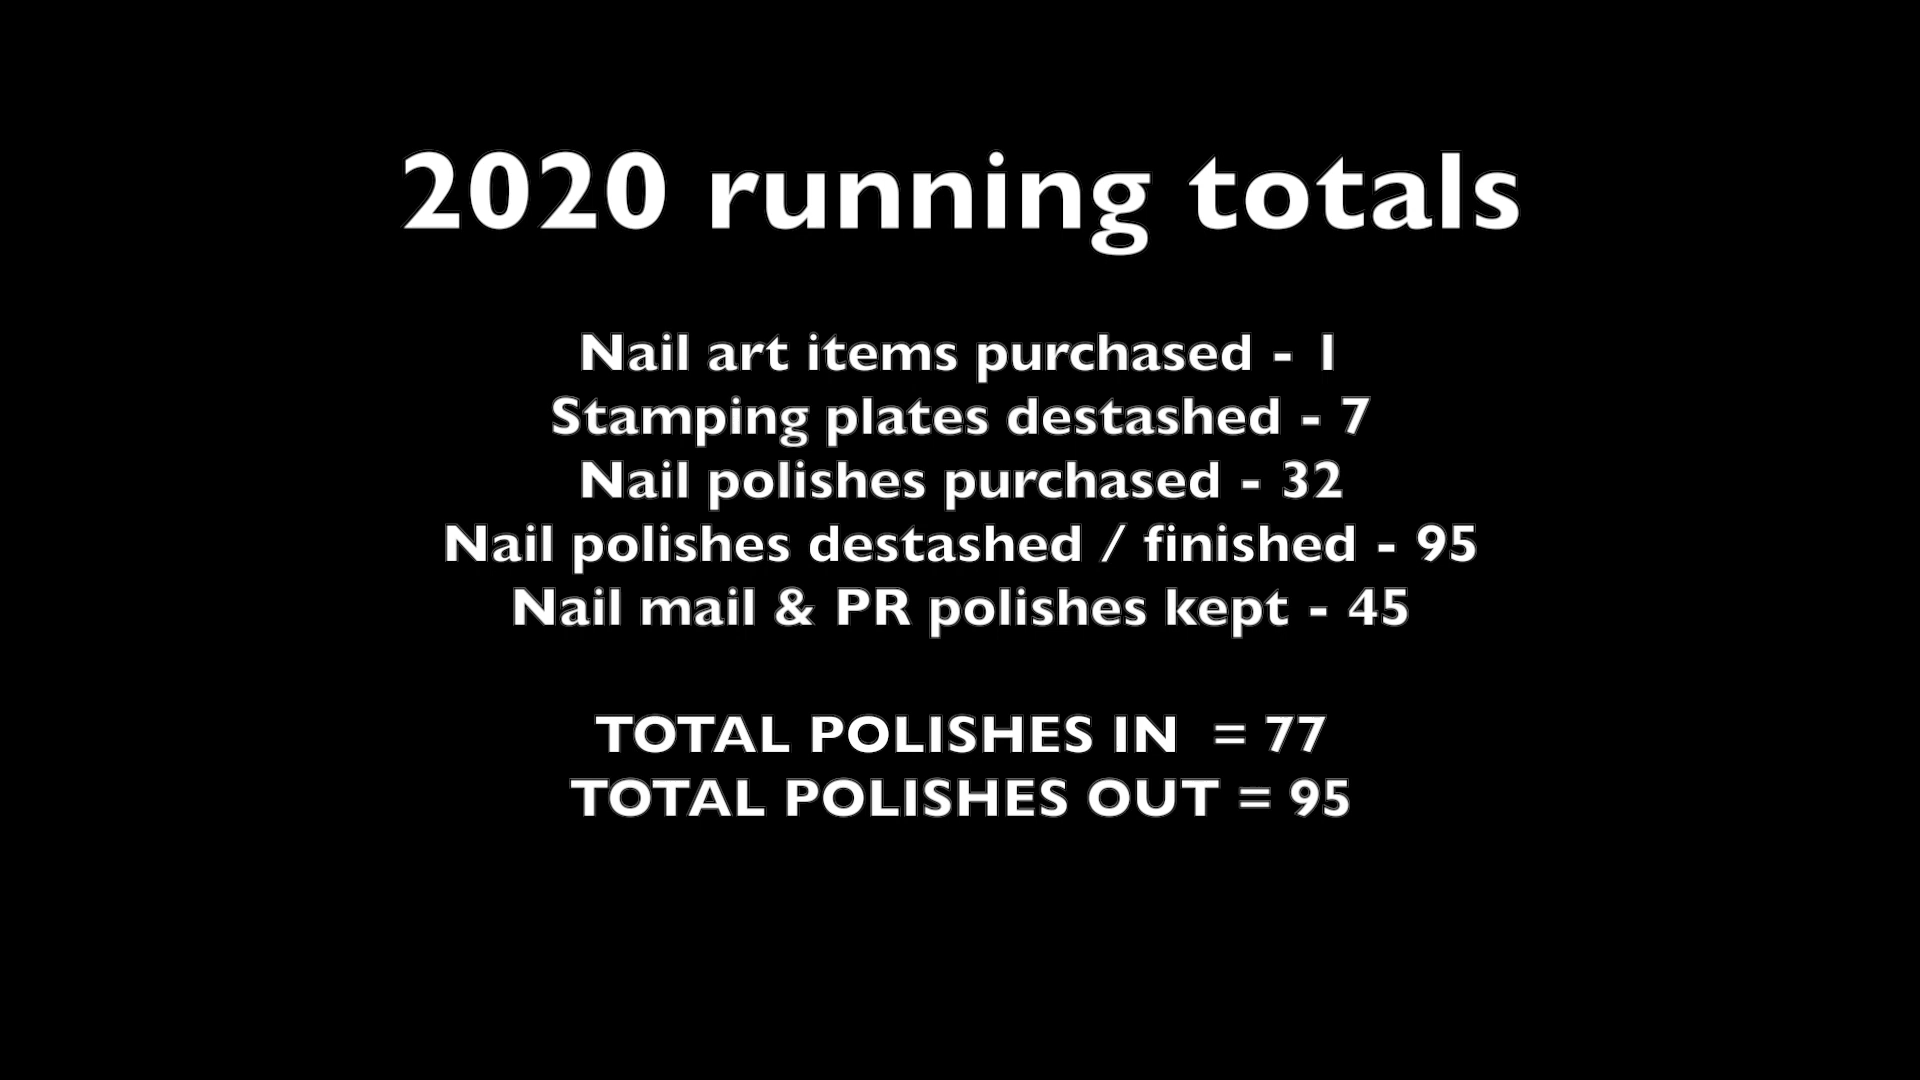 2020 running totals
Nail art items purchased - 1
Stamping plates destashed - 7
Nail polishes purchased - 32
Nail polishes destashed / finished - 95
Nail mail & PR polishes kept - 45
TOTAL POLISHES IN  = 77
TOTAL POLISHES OUT = 95